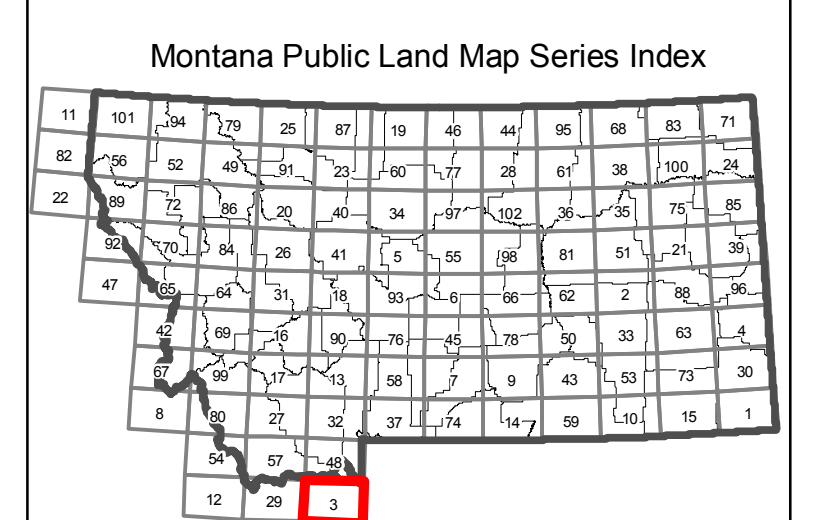 Montana Public Land Map Series Index
11 101 94 79 25 87 19 46 44 95 68 83 71
82 56 52 49 91 23 60 77 28 61 38 100 24
22 89 72 86 20 40 34 97 102 36 35 75 85
92 70 84 26 41 5 55 98 81 51 21 39
47 65 64 31 18 93 6 66 62 2 88 96
42 69 16 90 76 45 78 50 33 63 4
67 99 17 13 58 7 9 43 53 73 30
8 80 27 32 37 74 14 59 10 15 1
54 57 48
12 29 3